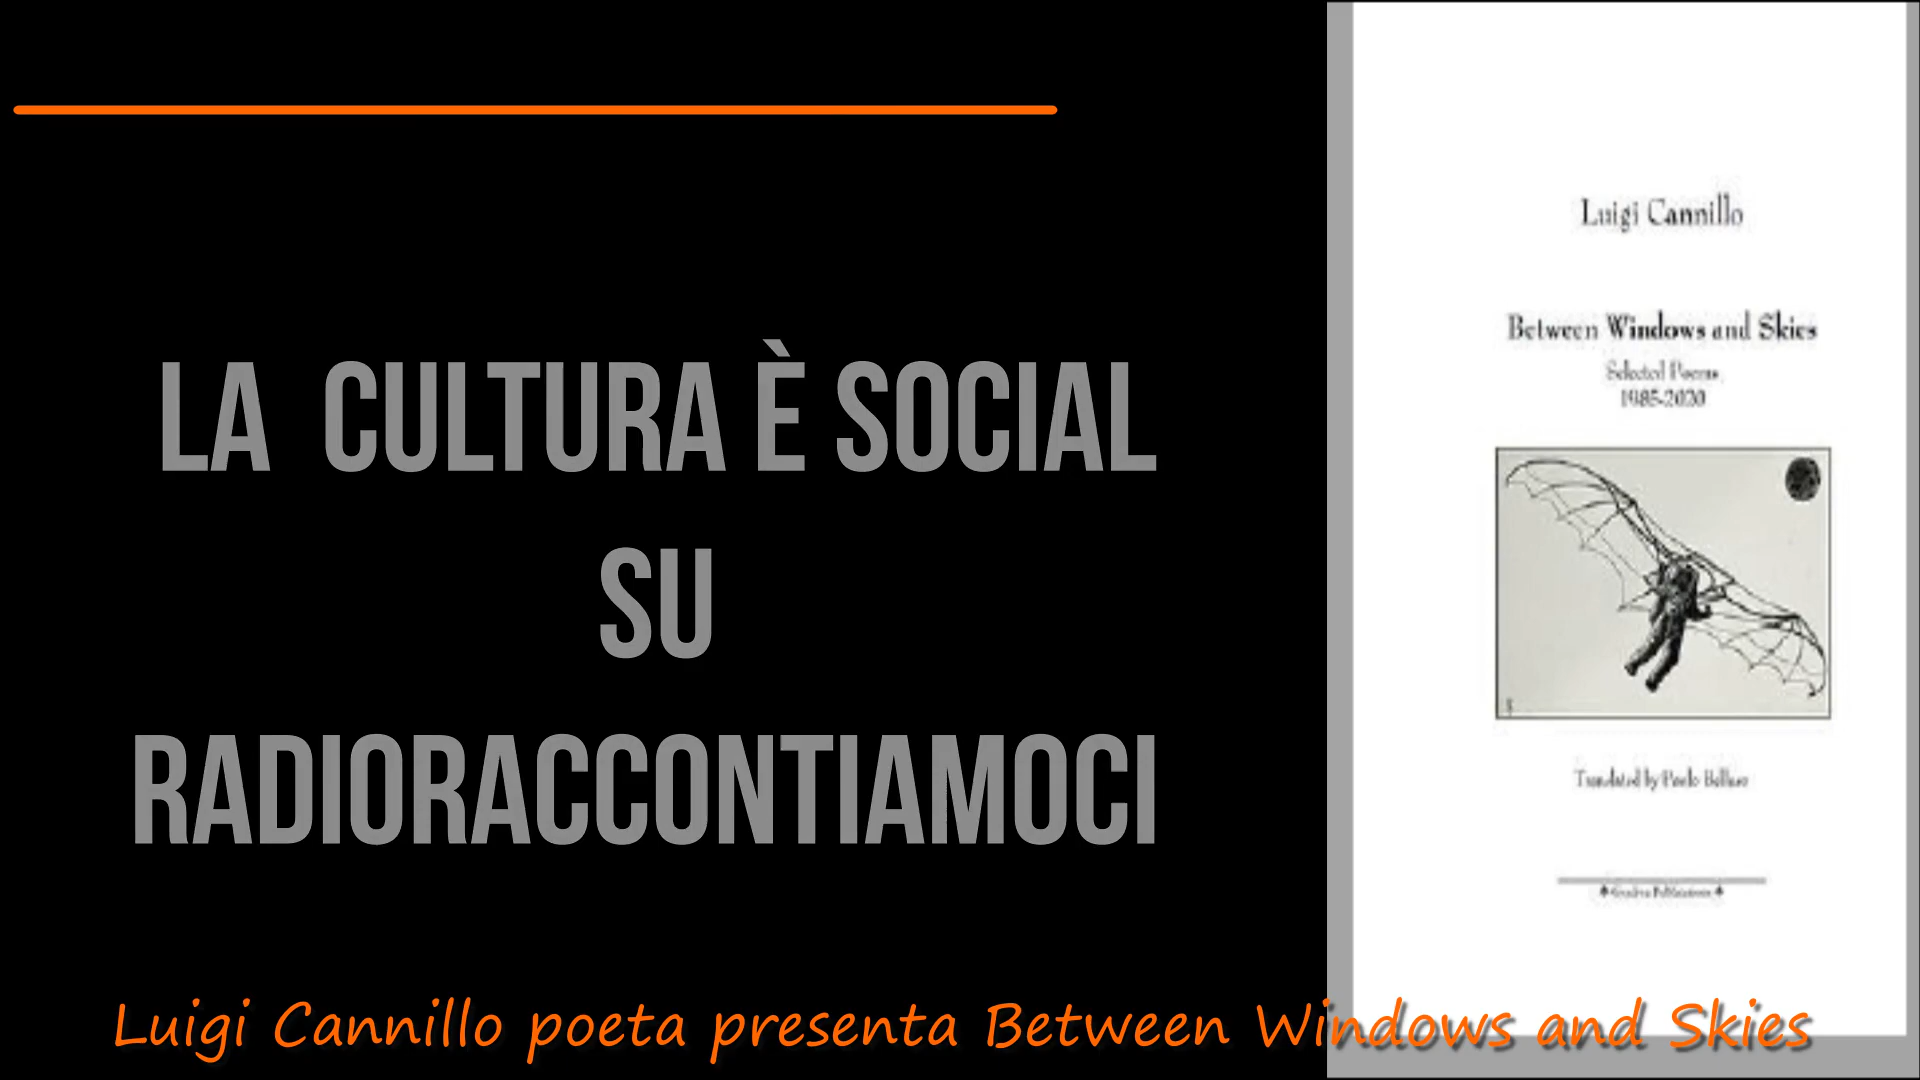 LA CULTURA È SOCIAL
SU
RADIORACCONTIAMOCI
Luigi Cannillo
Between Windows and Skies
Selected Poems
1985-2020
Translated by Paolo
Luigi Cannillo poeta presenta Between Windows and Skies